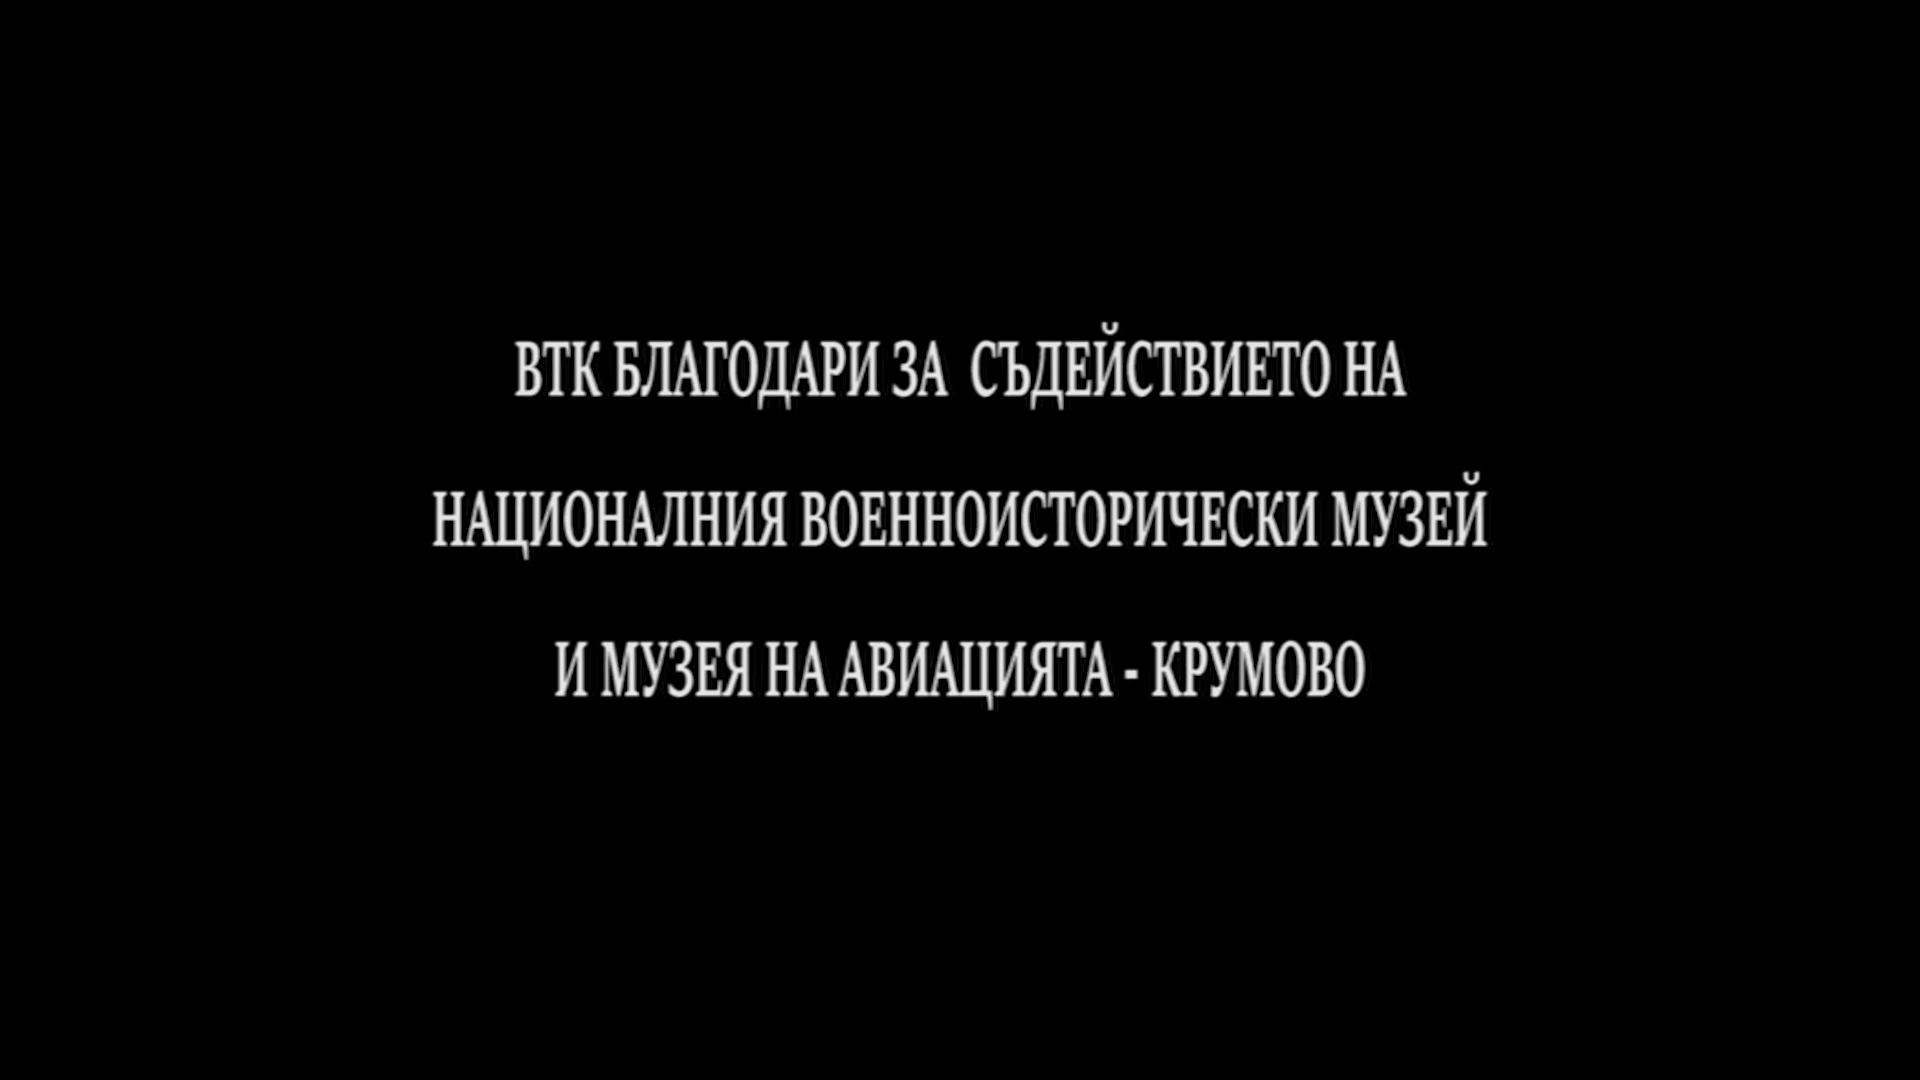 ВТК БЛАГОДАРИ ЗА  СЪДЕЙСТВИЕТО НА
НАЦИОНАЛНИЯ ВОЕННОИСТОРИЧЕСКИ МУЗЕЙ
И МУЗЕЯ НА АВИАЦИЯТА - КРУМОВО